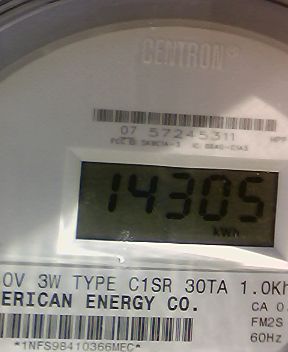 CENTRON®
07 57245311
14305
kWh
0V 3W TYPE C1SR 30TA 1.0Kh
ERICAN ENERGY CO.
CA 0.
FM2S
60Hz
*1NFS98410366MEC*